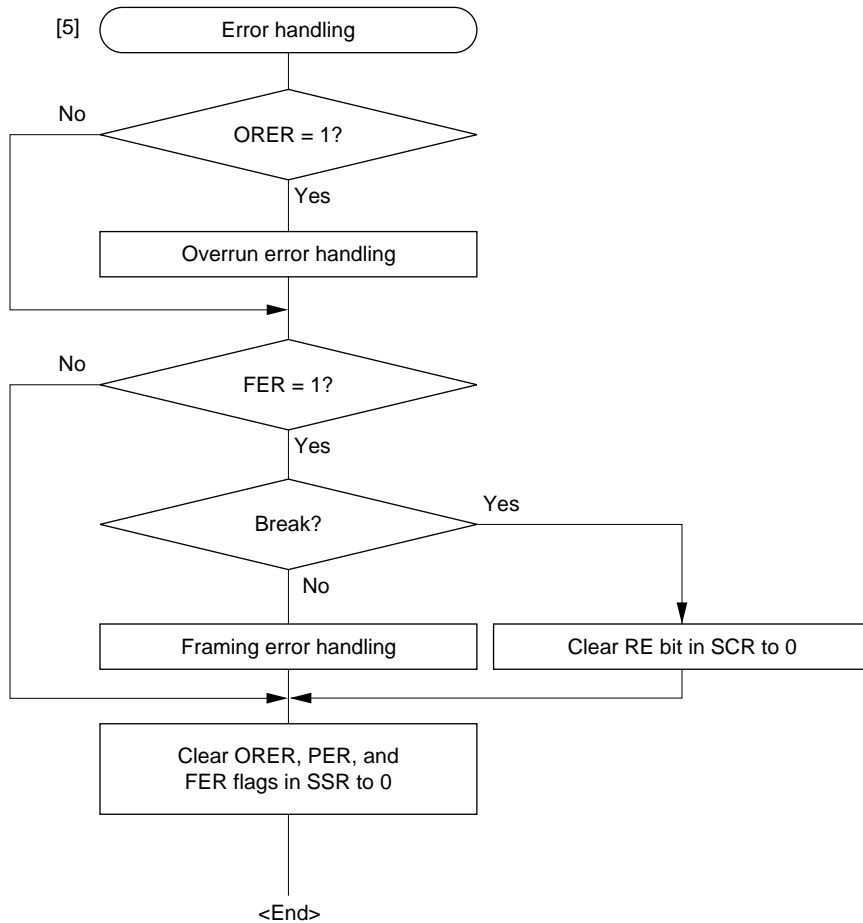 [5]
Error handling
No
ORER = 1?
Yes
Overrun error handling
No
FER = 1?
Yes
Break?
Yes
No
Framing error handling
Clear RE bit in SCR to 0
Clear ORER, PER, and
FER flags in SSR to 0
<End>